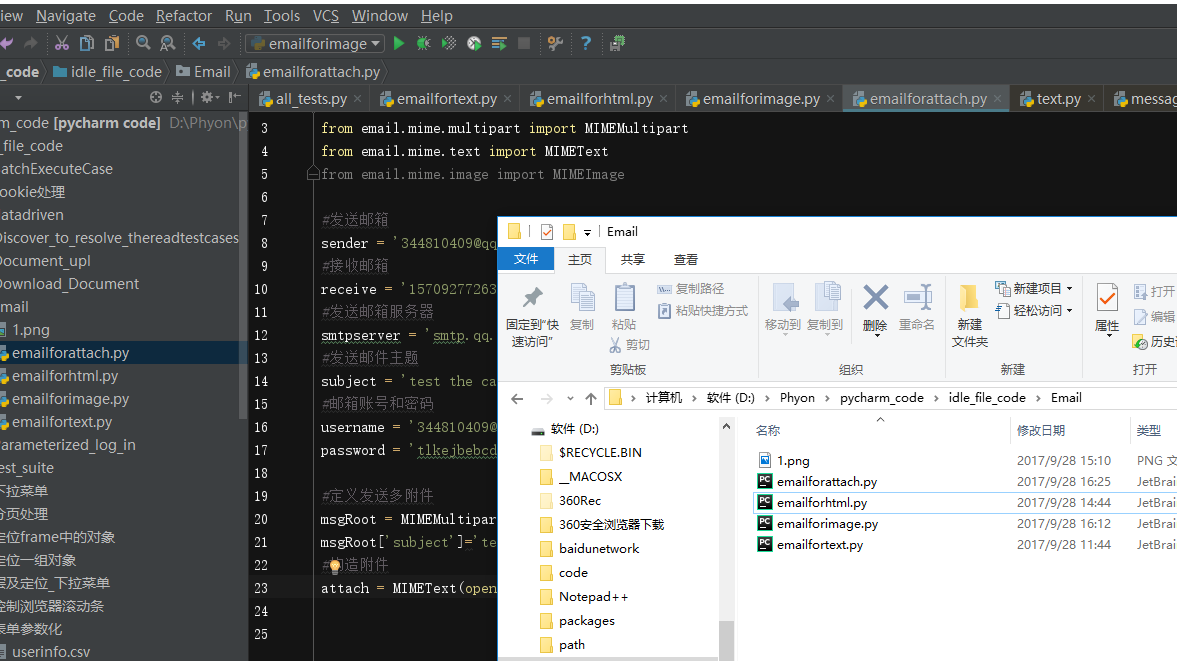 iew Navigate Code Refactor Run Tools VCS Window Help
emailforimage
_code idle_file_code Email emailforattach.py
all_tests.py emailfortext.py emailforhtml.py emailforimage.py emailforattach.py text.py messag
m_code [pycharm code] D:\Phyon\p
_file_code
atchExecuteCase
ookie处理
atadriven
Discover_to_resolve_thereadtestcases
Document_upl
Download_Document
mail
1.png
emailforattach.py
emailforhtml.py
emailforimage.py
emailfortext.py
arameterized_log_in
est_suite
下拉菜单
分页处理
定位frame中的对象
定位一组对象
层及定位_下拉菜单
控制浏览器滚动条
表单参数化
userinfo.csv
3 from email.mime.multipart import MIMEMultipart
4 from email.mime.text import MIMEText
5 from email.mime.image import MIMEImage
6
7 #发送邮箱
8 sender = '344810409@qq
9 #接收邮箱
10 receive = '15709277263
11 #发送邮箱服务器
12 smtpserver = 'smtp.qq.
13 #发送邮件主题
14 subject = 'test the ca
15 #邮箱账号和密码
16 username = '344810409@
17 password = 'tlkejbebcd
18
19 #定义发送多附件
20 msgRoot = MIMEMultipar
21 msgRoot['subject']='te
22 #构造附件
23 attach = MIMEText(open
24
25
Email
文件 主页 共享 查看
固定到"快速访问"
复制
粘贴
复制路径
粘贴快捷方式
剪切
剪贴板
移动到 复制到 删除 重命名
组织
新建文件夹
新建项目
轻松访问
新建
属性
打开
编辑
历史
打开
计算机 软件 (D:) Phyon pycharm_code idle_file_code Email
软件 (D:)
$RECYCLE.BIN
__MACOSX
360Rec
360安全浏览器下载
baidunetwork
code
Notepad++
packages
path
名称 修改日期 类型
1.png 2017/9/28 15:10 PNG 文
emailforattach.py 2017/9/28 16:25 JetBrai
emailforhtml.py 2017/9/28 14:44 JetBrai
emailforimage.py 2017/9/28 16:12 JetBrai
emailfortext.py 2017/9/28 11:44 JetBrai